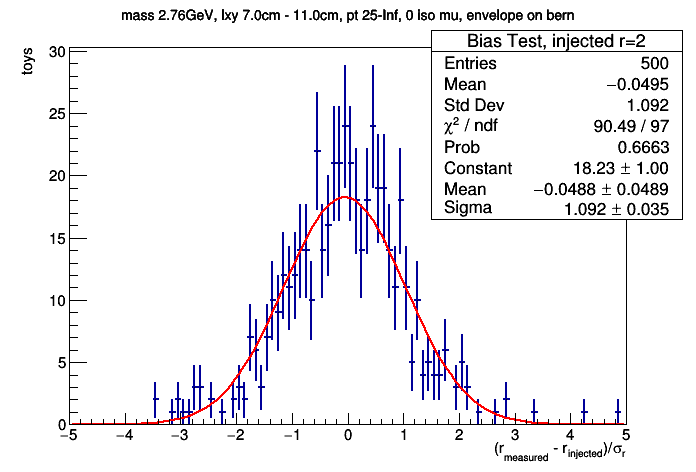 mass 2.76GeV, lxy 7.0cm - 11.0cm, pt 25-Inf, 0 Iso mu, envelope on bern
Bias Test, injected r=2
Entries 500
Mean −0.0495
Std Dev 1.092
χ² / ndf 90.49 / 97
Prob 0.6663
Constant 18.23 ± 1.00
Mean −0.0488 ± 0.0489
Sigma 1.092 ± 0.035
toys
30
25
20
15
10
5
0
−5 −4 −3 −2 −1 0 1 2 3 4 5
(r_measured - r_injected)/σ_r